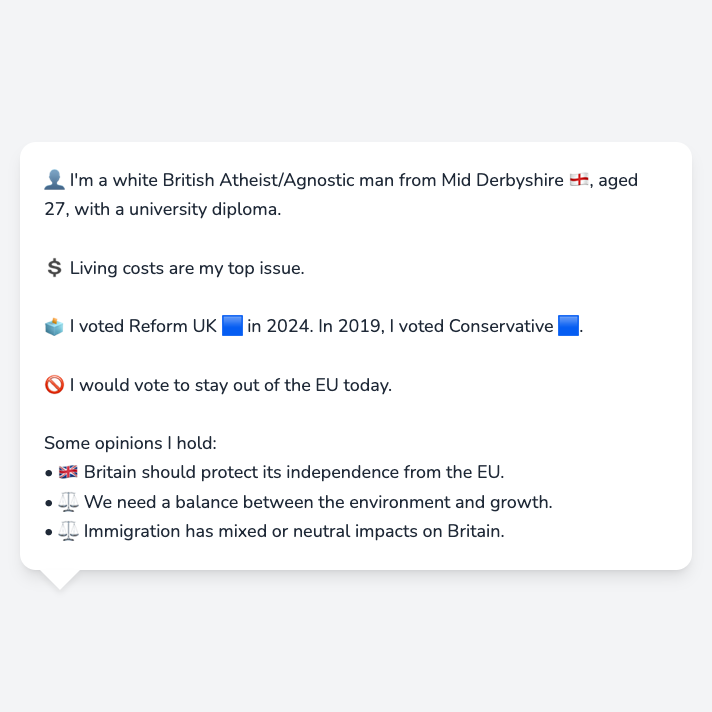 👤 I'm a white British Atheist/Agnostic man from Mid Derbyshire 🏴󠁧󠁢󠁥󠁮󠁧󠁿, aged
27, with a university diploma.
💲 Living costs are my top issue.
🗳️ I voted Reform UK 🟦 in 2024. In 2019, I voted Conservative 🟦.
🚫 I would vote to stay out of the EU today.
Some opinions I hold:
• 🇬🇧 Britain should protect its independence from the EU.
• ⚖️ We need a balance between the environment and growth.
• ⚖️ Immigration has mixed or neutral impacts on Britain.